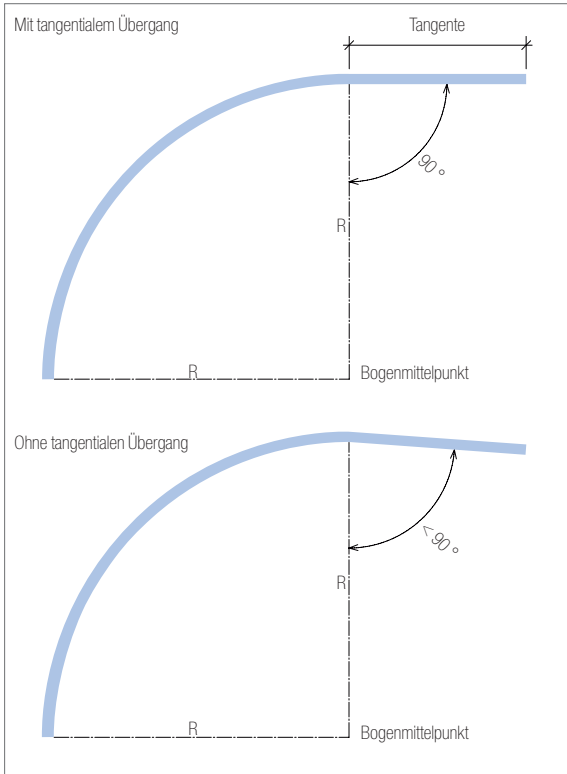 Mit tangentialem Übergang
Tangente
90 °
R
R
Bogenmittelpunkt
Ohne tangentialen Übergang
< 90 °
R
R
Bogenmittelpunkt